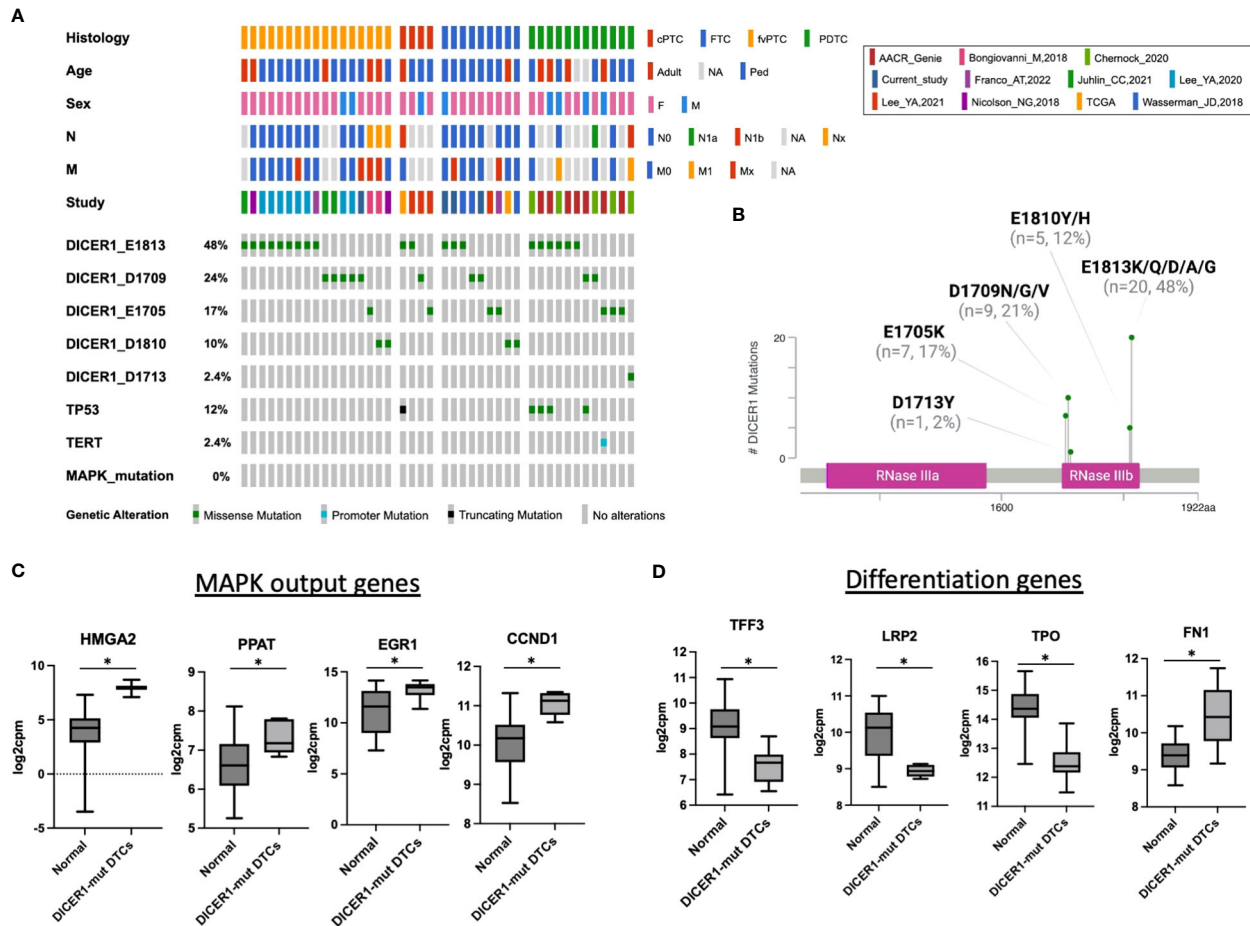 A
Histology
cPTC FTC fvPTC PDTC
Age
Adult NA Ped
Sex
F M
N
N0 N1a N1b NA Nx
M
M0 M1 Mx NA
Study
AACR_Genie Bongiovanni_M,2018 Chernock_2020
Current_study Franco_AT,2022 Juhlin_CC,2021 Lee_YA,2020
Lee_YA,2021 Nicolson_NG,2018 TCGA Wasserman_JD,2018
DICER1_E1813 48%
DICER1_D1709 24%
DICER1_E1705 17%
DICER1_D1810 10%
DICER1_D1713 2.4%
TP53 12%
TERT 2.4%
MAPK_mutation 0%
Genetic Alteration Missense Mutation Promoter Mutation Truncating Mutation No alterations
B
E1810Y/H
(n=5, 12%)
E1813K/Q/D/A/G
(n=20, 48%)
D1709N/G/V
(n=9, 21%)
E1705K
(n=7, 17%)
D1713Y
(n=1, 2%)
# DICER1 Mutations
20
10
0
RNase IIIa
RNase IIIb
1600
1922aa
C
MAPK output genes
HMGA2
*
log2cpm
10
5
0
-5
Normal
DICER1-mut DTCs
PPAT
*
log2cpm
9
8
7
6
5
Normal
DICER1-mut DTCs
EGR1
*
log2cpm
15
10
5
0
Normal
DICER1-mut DTCs
CCND1
*
log2cpm
12
11
10
9
8
Normal
DICER1-mut DTCs
D
Differentiation genes
TFF3
*
log2cpm
12
11
10
9
8
7
6
Normal
DICER1-mut DTCs
LRP2
*
log2cpm
12
11
10
9
8
Normal
DICER1-mut DTCs
TPO
*
log2cpm
16
15
14
13
12
11
Normal
DICER1-mut DTCs
FN1
*
log2cpm
12
11
10
9
8
Normal
DICER1-mut DTCs